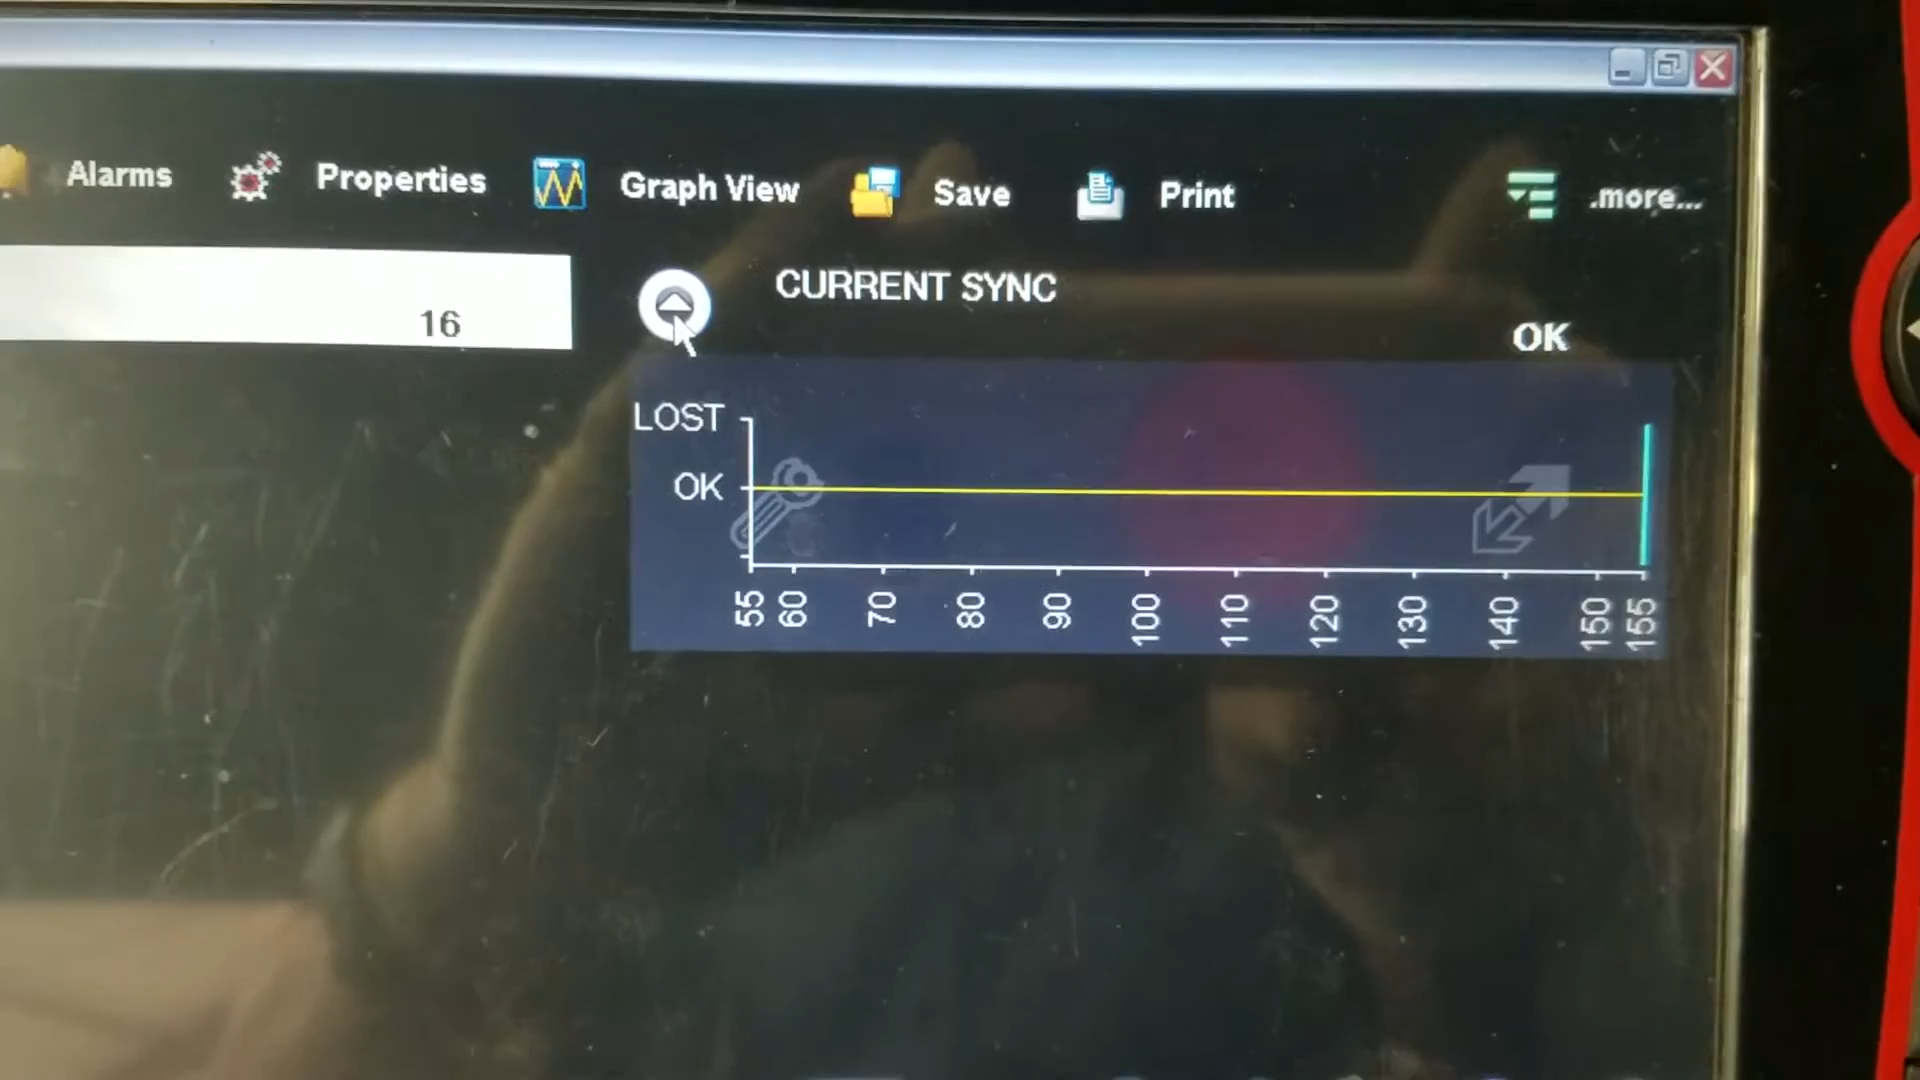 Alarms Properties Graph View Save Print .more...
CURRENT SYNC
16
OK
LOST
OK
55 60 70 80 90 100 110 120 130 140 150 155